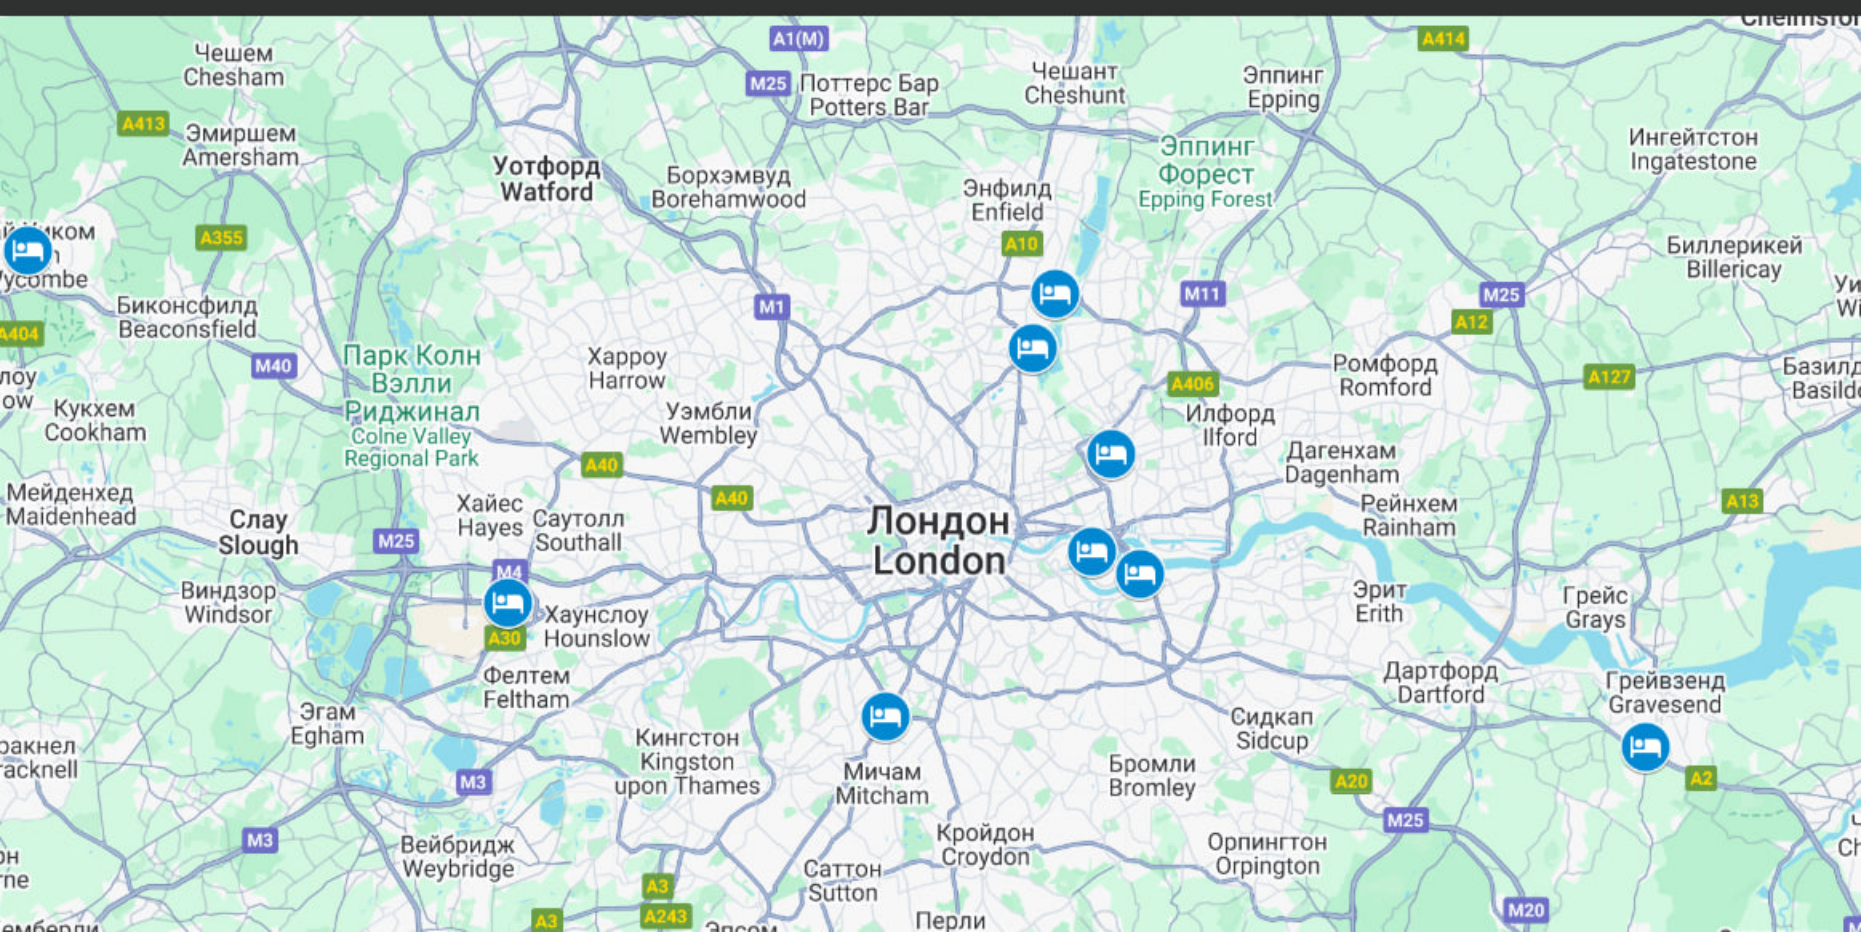 Chelmsford
Чешем
Chesham
A1(M)
A414
M25
Поттерс Бар
Potters Bar
Чешант
Cheshunt
Эппинг
Epping
A413
Эмиршем
Amersham
Уотфорд
Watford
Борхэмвуд
Borehamwood
Энфилд
Enfield
Эппинг
Форест
Epping Forest
Ингейтстон
Ingatestone
A355
A10
Биллерикей
Billericay
Биконсфилд
Beaconsfield
M1
M11
M25
A12
A404
M40
Парк Колн
Вэлли
Риджинал
Colne Valley
Regional Park
Харроу
Harrow
A406
Ромфорд
Romford
A127
Кукхем
Cookham
Уэмбли
Wembley
Илфорд
Ilford
A40
A40
Дагенхам
Dagenham
Мейденхед
Maidenhead
Слау
Slough
Хайес
Hayes
Саутолл
Southall
Лондон
London
Рейнхем
Rainham
A13
M25
M4
Виндзор
Windsor
Хаунслоу
Hounslow
A30
Эрит
Erith
Грейс
Grays
Фелтем
Feltham
Дартфорд
Dartford
Грейвзенд
Gravesend
Эгам
Egham
Сидкап
Sidcup
Кингстон
Kingston
upon Thames
Мичам
Mitcham
Бромли
Bromley
A20
A2
M3
M3
M25
Вейбридж
Weybridge
Кройдон
Croydon
Орпингтон
Orpington
Саттон
Sutton
A3
A3
A243
Перли
Эпсом
M20